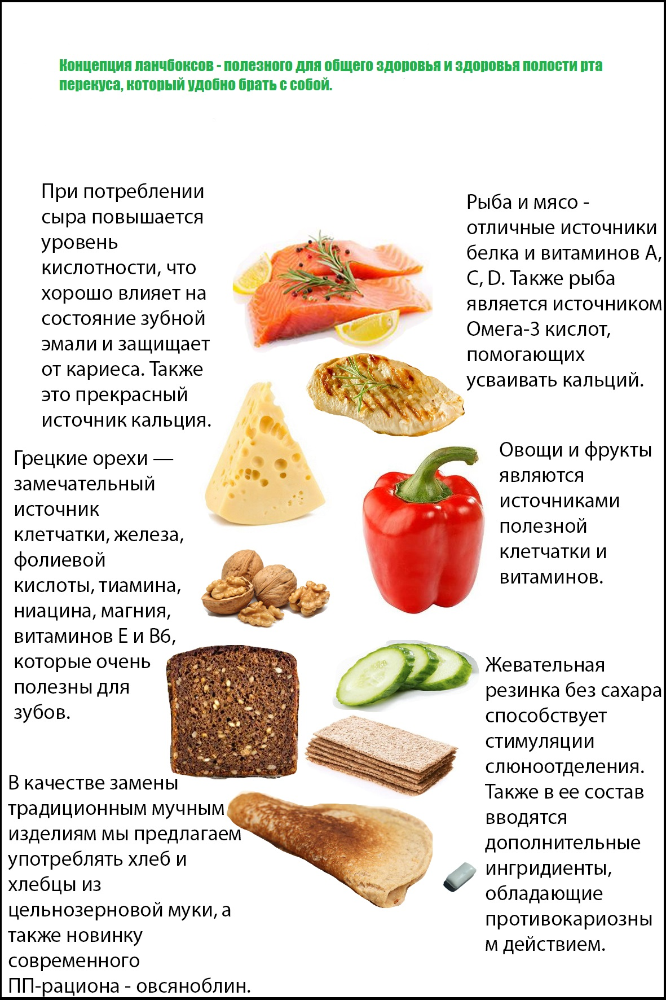 Концепция ланчбоксов - полезного для общего здоровья и здоровья полости рта
перекуса, который удобно брать с собой.
При потреблении
сыра повышается
уровень
кислотности, что
хорошо влияет на
состояние зубной
эмали и защищает
от кариеса. Также
это прекрасный
источник кальция.
Рыба и мясо -
отличные источники
белка и витаминов А,
С, D. Также рыба
является источником
Омега-3 кислот,
помогающих
усваивать кальций.
Грецкие орехи —
замечательный
источник
клетчатки, железа,
фолиевой
кислоты, тиамина,
ниацина, магния,
витаминов Е и В6,
которые очень
полезны для
зубов.
Овощи и фрукты
являются
источниками
полезной
клетчатки и
витаминов.
В качестве замены
традиционным мучным
изделиям мы предлагаем
употреблять хлеб и
хлебцы из
цельнозерновой муки, а
также новинку
современного
ПП-рациона - овсяноблин.
Жевательная
резинка без сахара
способствует
стимуляции
слюноотделения.
Также в ее состав
вводятся
дополнительные
ингридиенты,
обладающие
противокариозны
м действием.